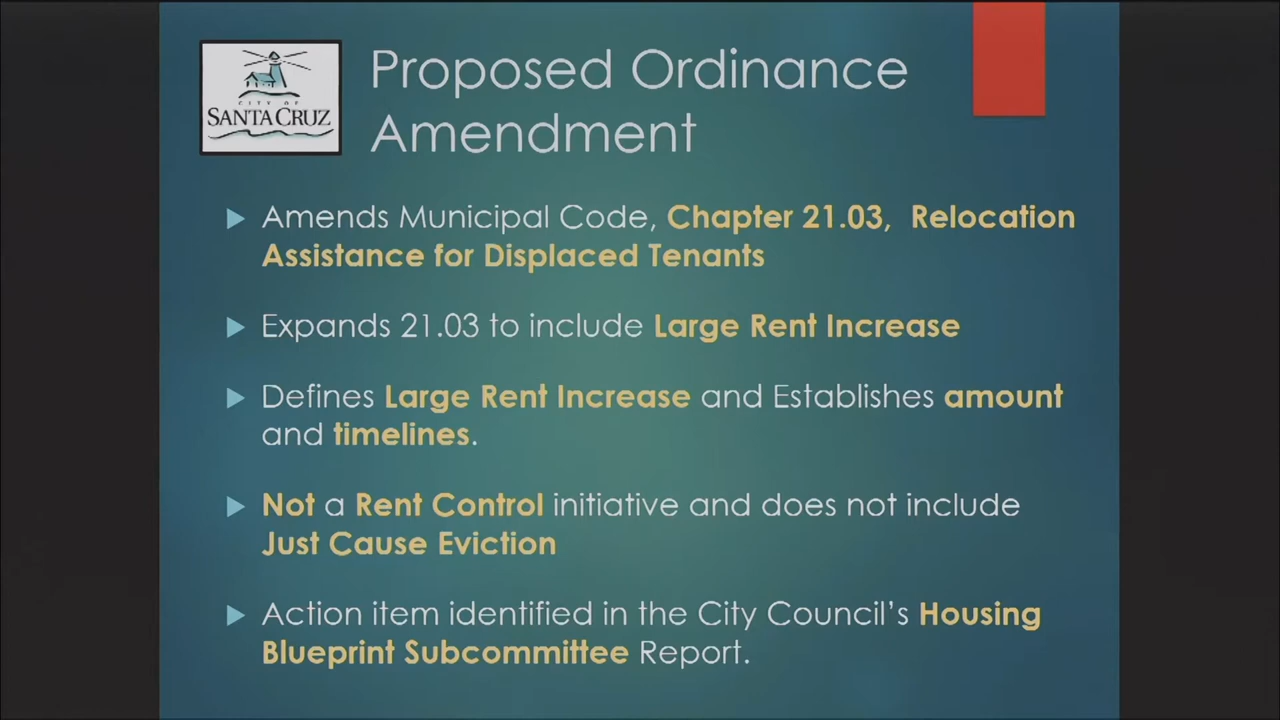 CITY OF
SANTA CRUZ
Proposed Ordinance
Amendment
Amends Municipal Code, Chapter 21.03, Relocation
Assistance for Displaced Tenants
Expands 21.03 to include Large Rent Increase
Defines Large Rent Increase and Establishes amount
and timelines.
Not a Rent Control initiative and does not include
Just Cause Eviction
Action item identified in the City Council’s Housing
Blueprint Subcommittee Report.